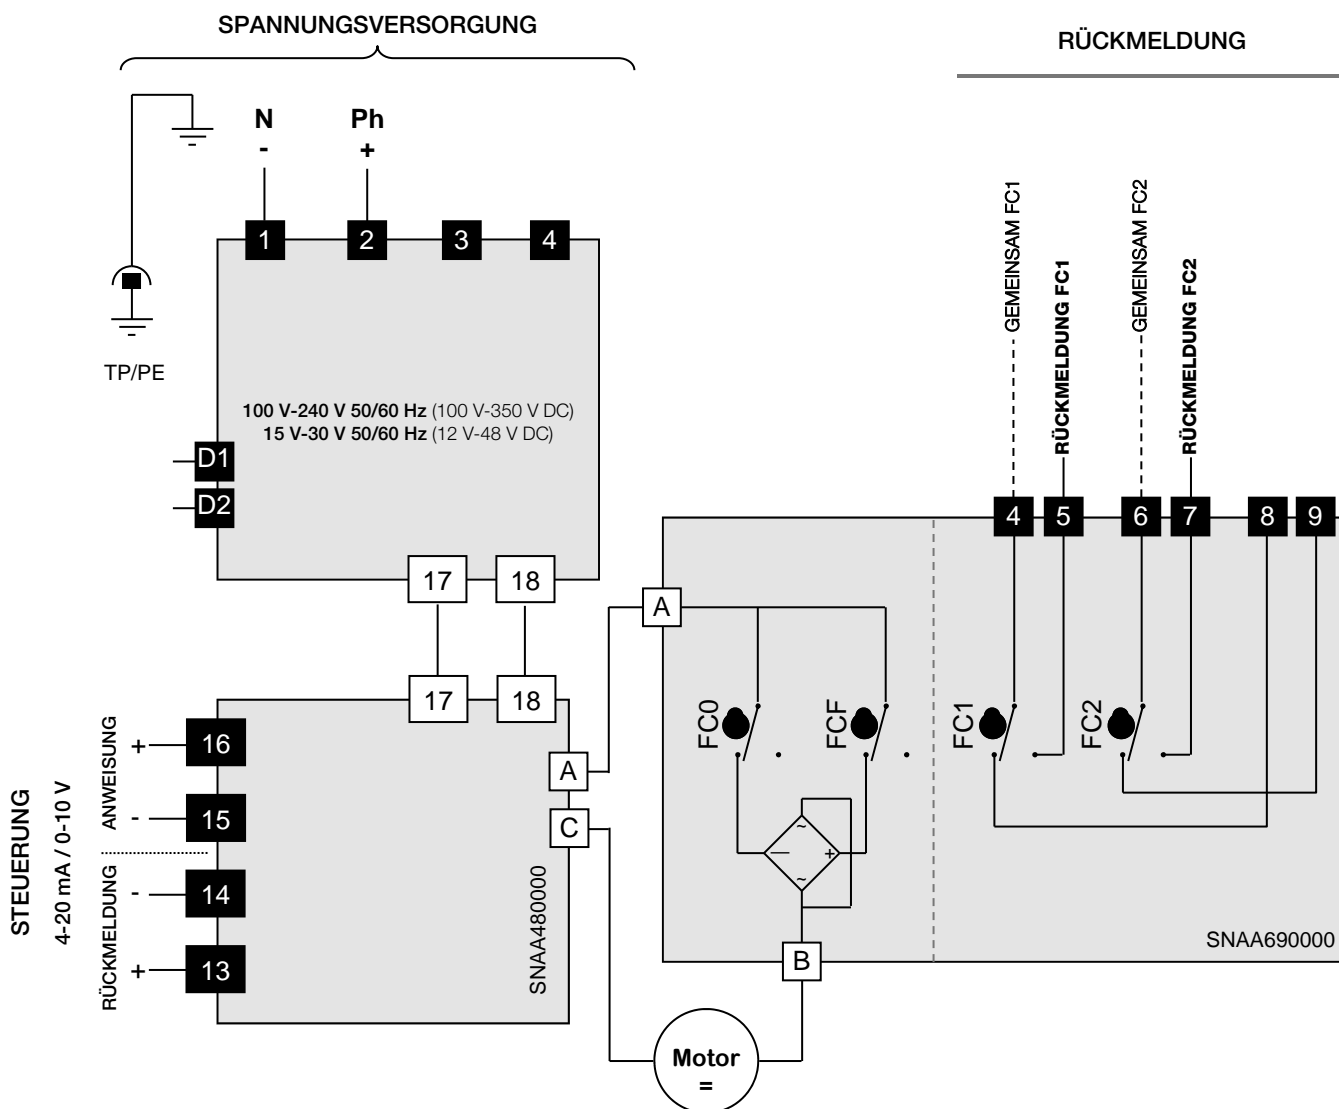 SPANNUNGSVERSORGUNG
RÜCKMELDUNG
N
-
Ph
+
1
2
3
4
TP/PE
100 V-240 V 50/60 Hz (100 V-350 V DC)
15 V-30 V 50/60 Hz (12 V-48 V DC)
D1
D2
17
18
17
18
GEMEINSAM FC1
RÜCKMELDUNG FC1
GEMEINSAM FC2
RÜCKMELDUNG FC2
4
5
6
7
8
9
A
FC0
FCF
FC1
FC2
~
—
+
~
B
SNAA690000
STEUERUNG
4-20 mA / 0-10 V
ANWEISUNG
+
-
RÜCKMELDUNG
-
+
16
15
14
13
A
C
SNAA480000
Motor
=